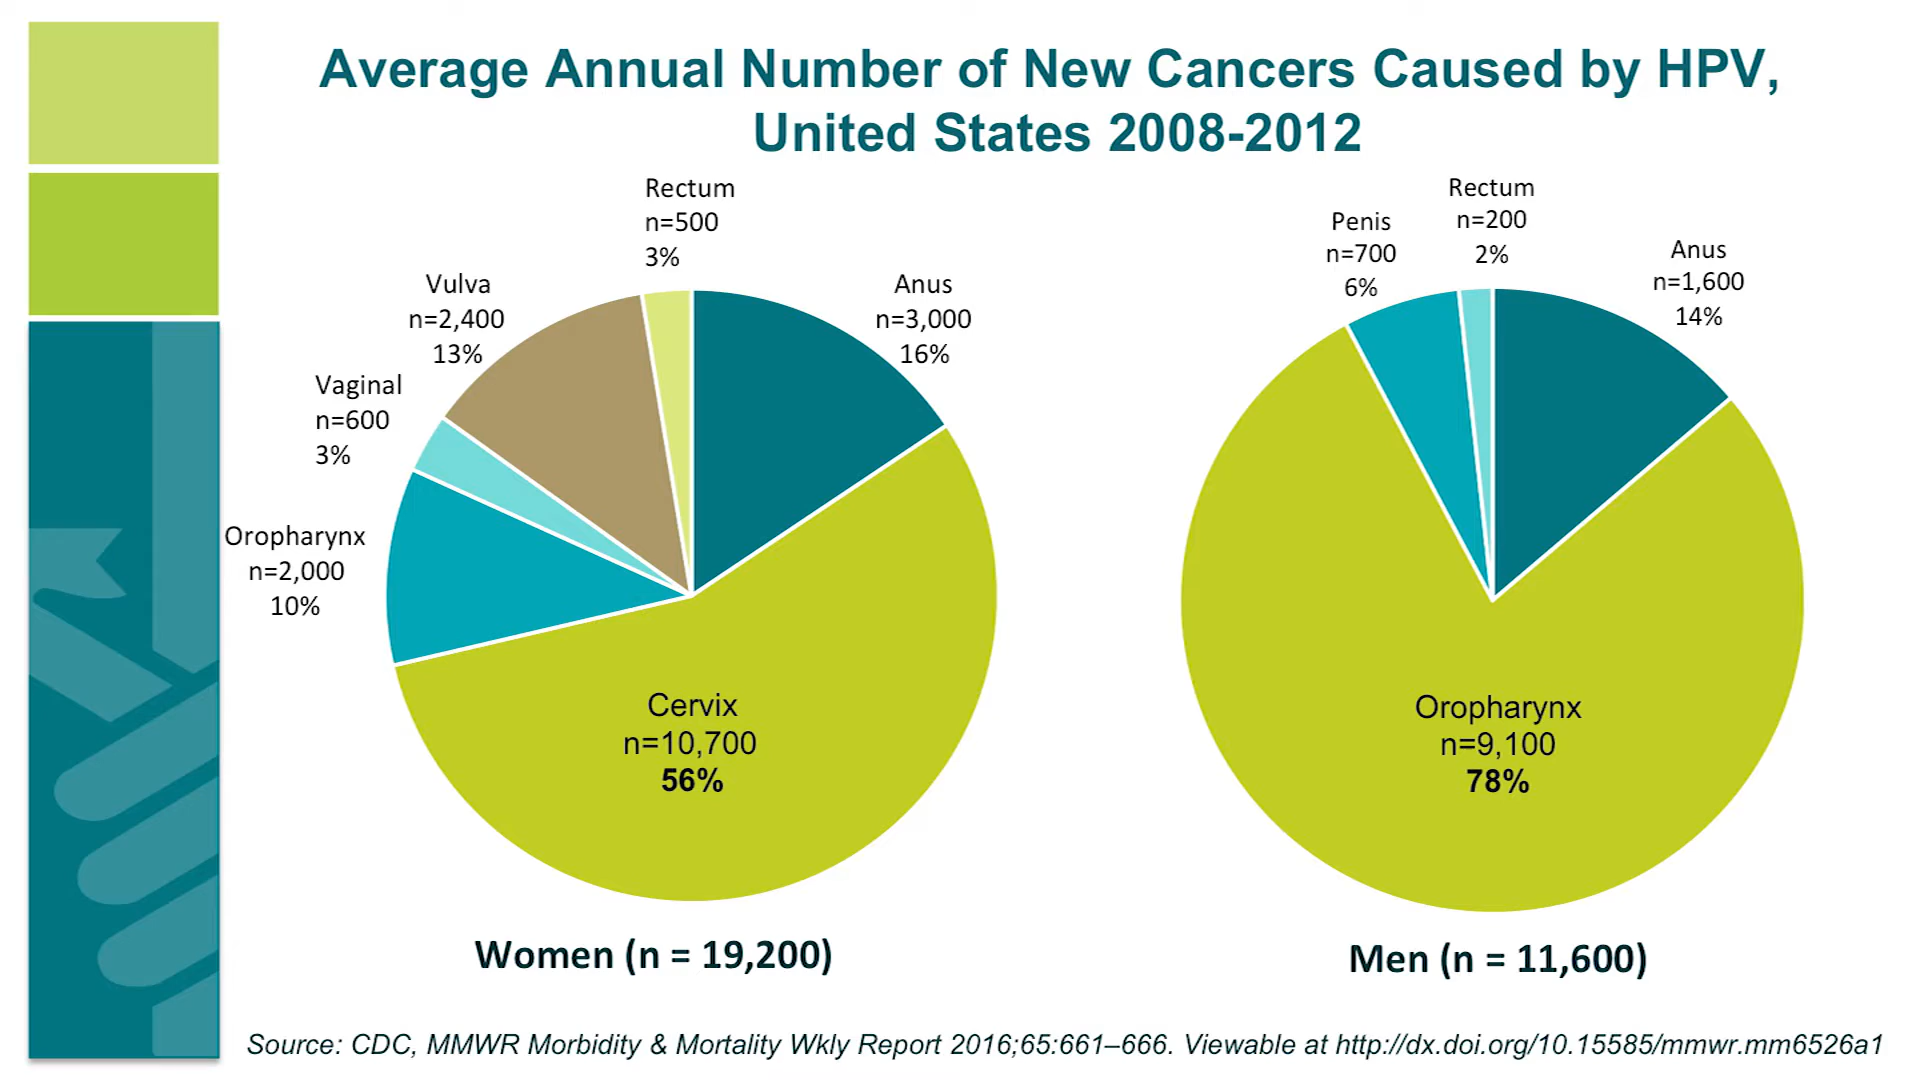 Average Annual Number of New Cancers Caused by HPV,
United States 2008-2012
Rectum
n=500
3%
Anus
n=3,000
16%
Vulva
n=2,400
13%
Vaginal
n=600
3%
Oropharynx
n=2,000
10%
Cervix
n=10,700
56%
Women (n = 19,200)
Rectum
n=200
2%
Penis
n=700
6%
Anus
n=1,600
14%
Oropharynx
n=9,100
78%
Men (n = 11,600)
Source: CDC, MMWR Morbidity & Mortality Wkly Report 2016;65:661–666. Viewable at http://dx.doi.org/10.15585/mmwr.mm6526a1